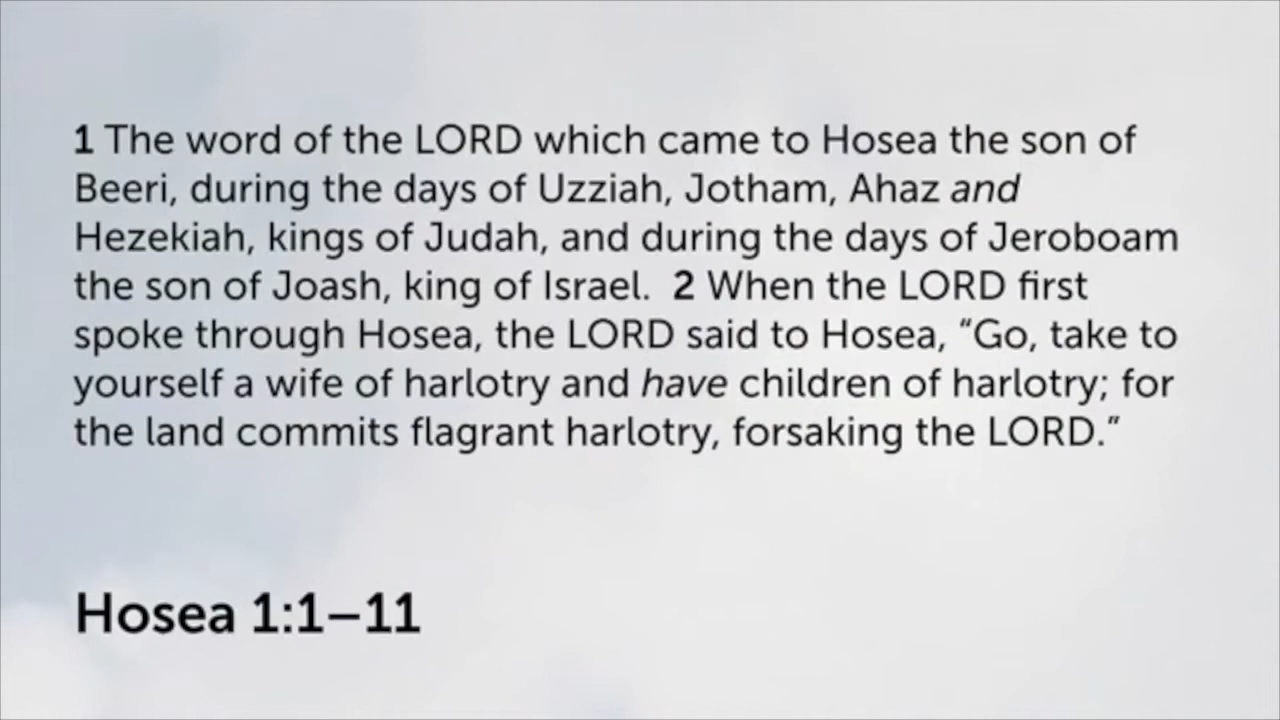 1 The word of the LORD which came to Hosea the son of
Beeri, during the days of Uzziah, Jotham, Ahaz and
Hezekiah, kings of Judah, and during the days of Jeroboam
the son of Joash, king of Israel.  2 When the LORD first
spoke through Hosea, the LORD said to Hosea, “Go, take to
yourself a wife of harlotry and have children of harlotry; for
the land commits flagrant harlotry, forsaking the LORD.”
Hosea 1:1–11